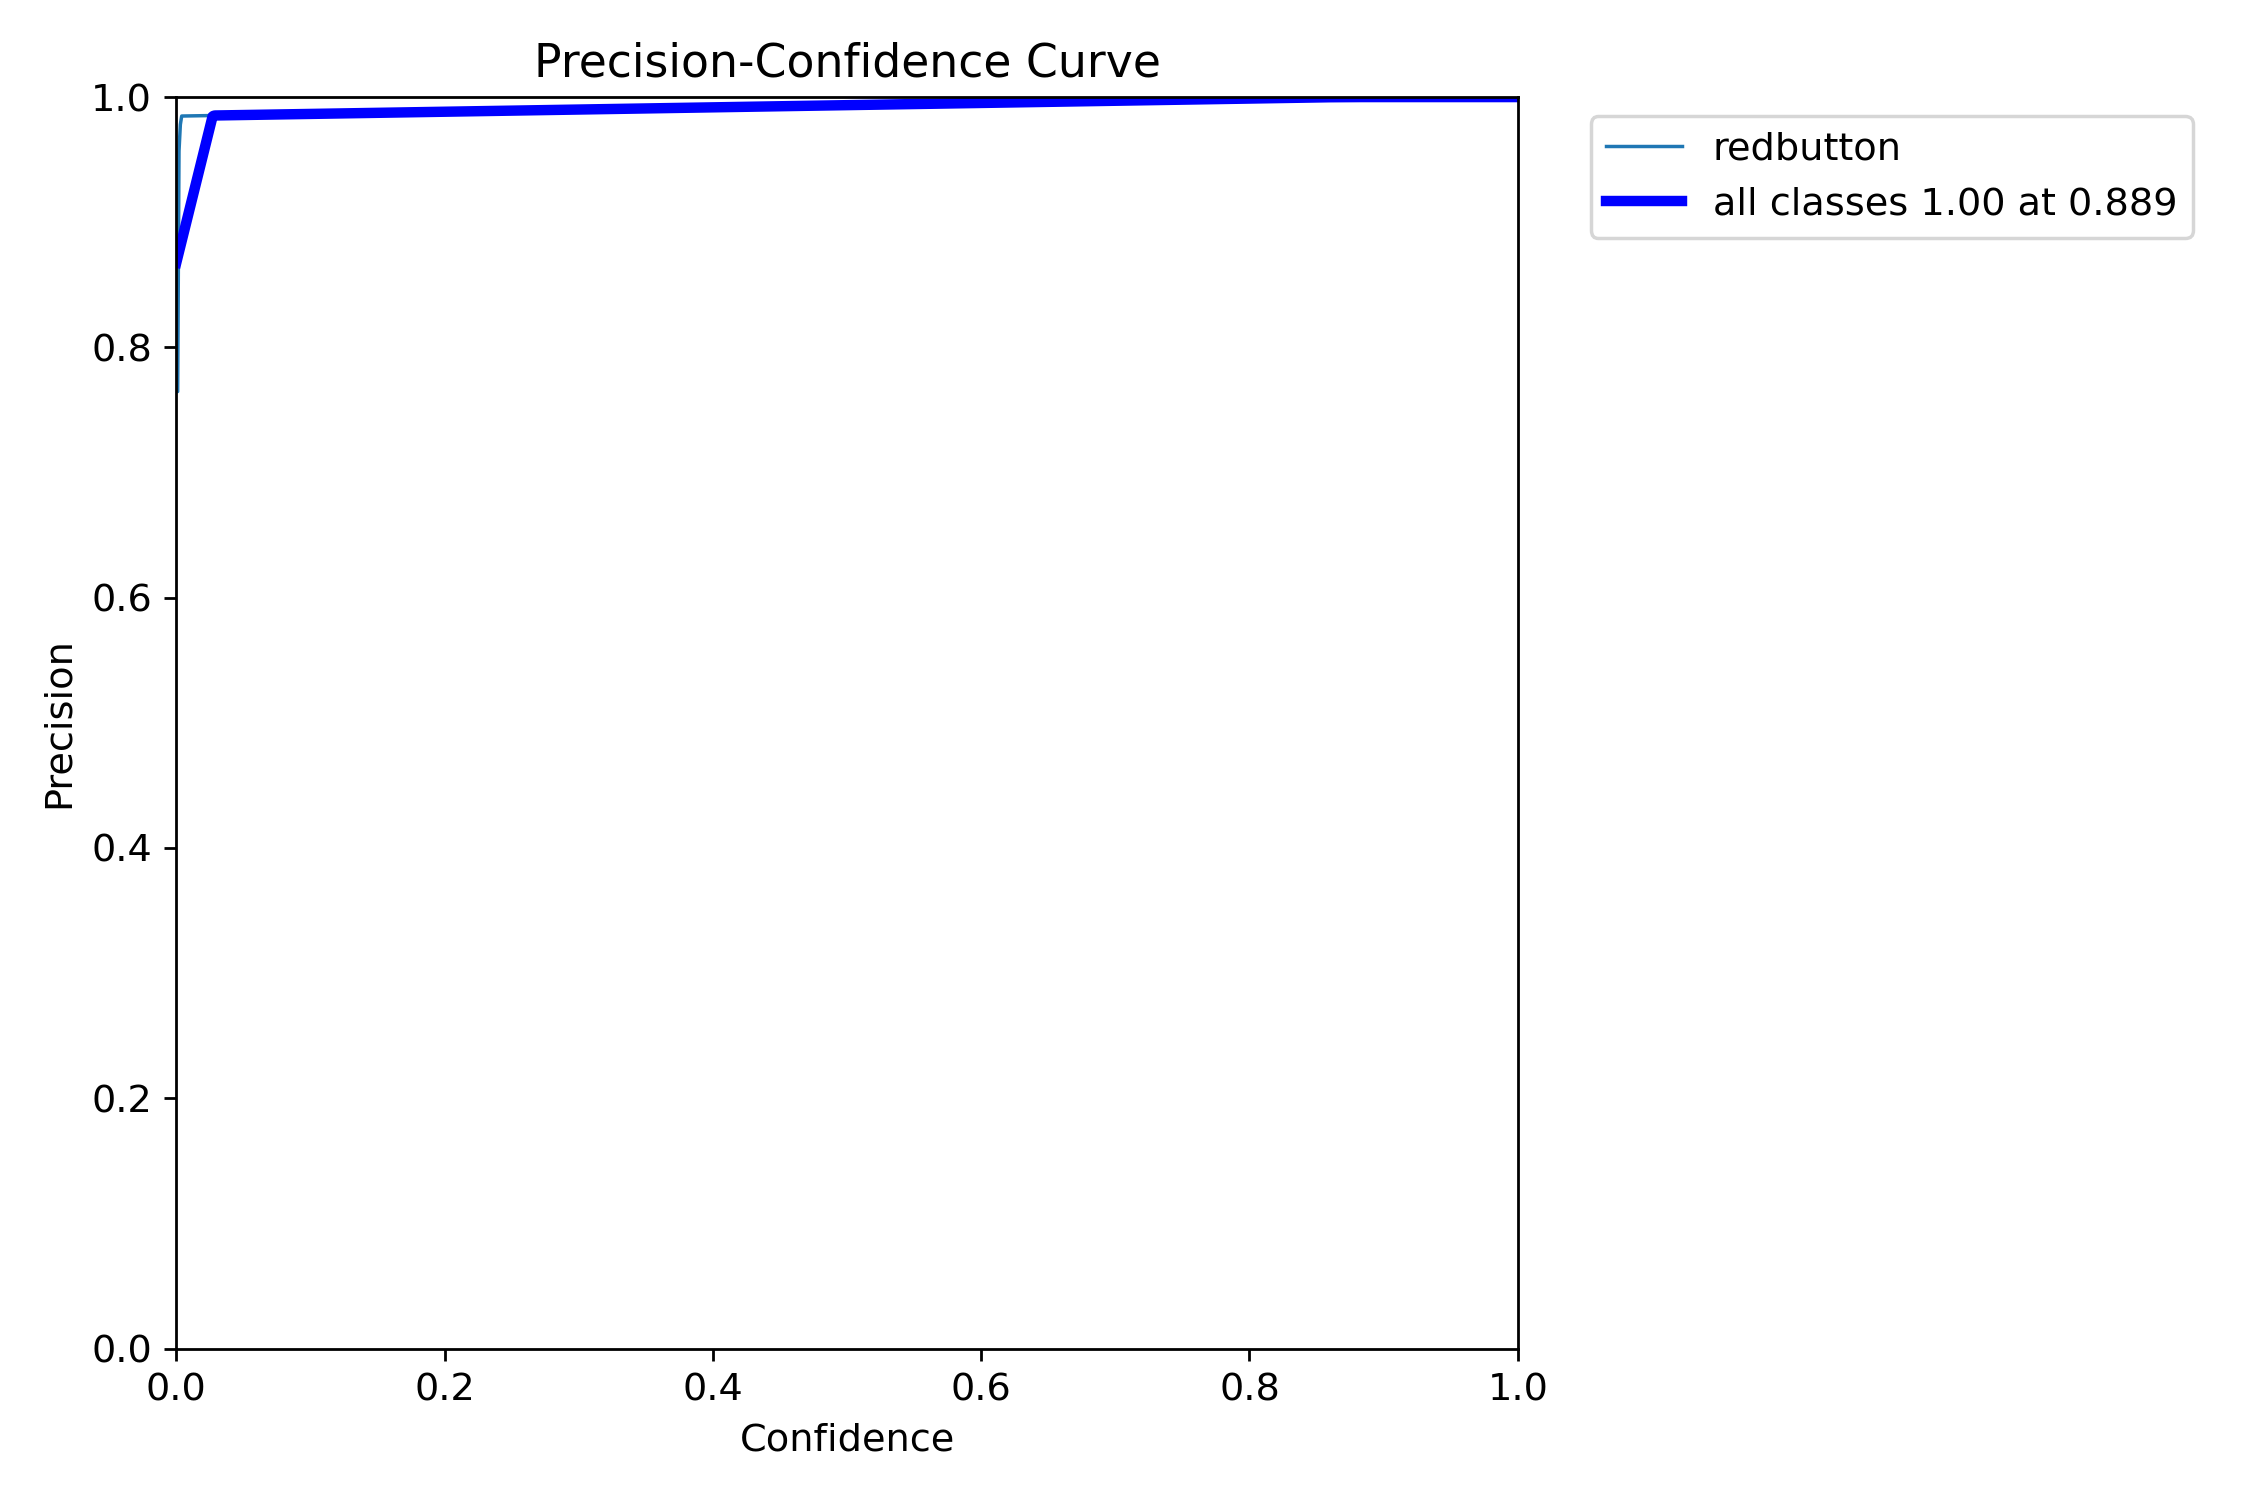 Precision-Confidence Curve
1.0
0.8
0.6
0.4
0.2
0.0
Precision
0.0 0.2 0.4 0.6 0.8 1.0
Confidence
redbutton
all classes 1.00 at 0.889